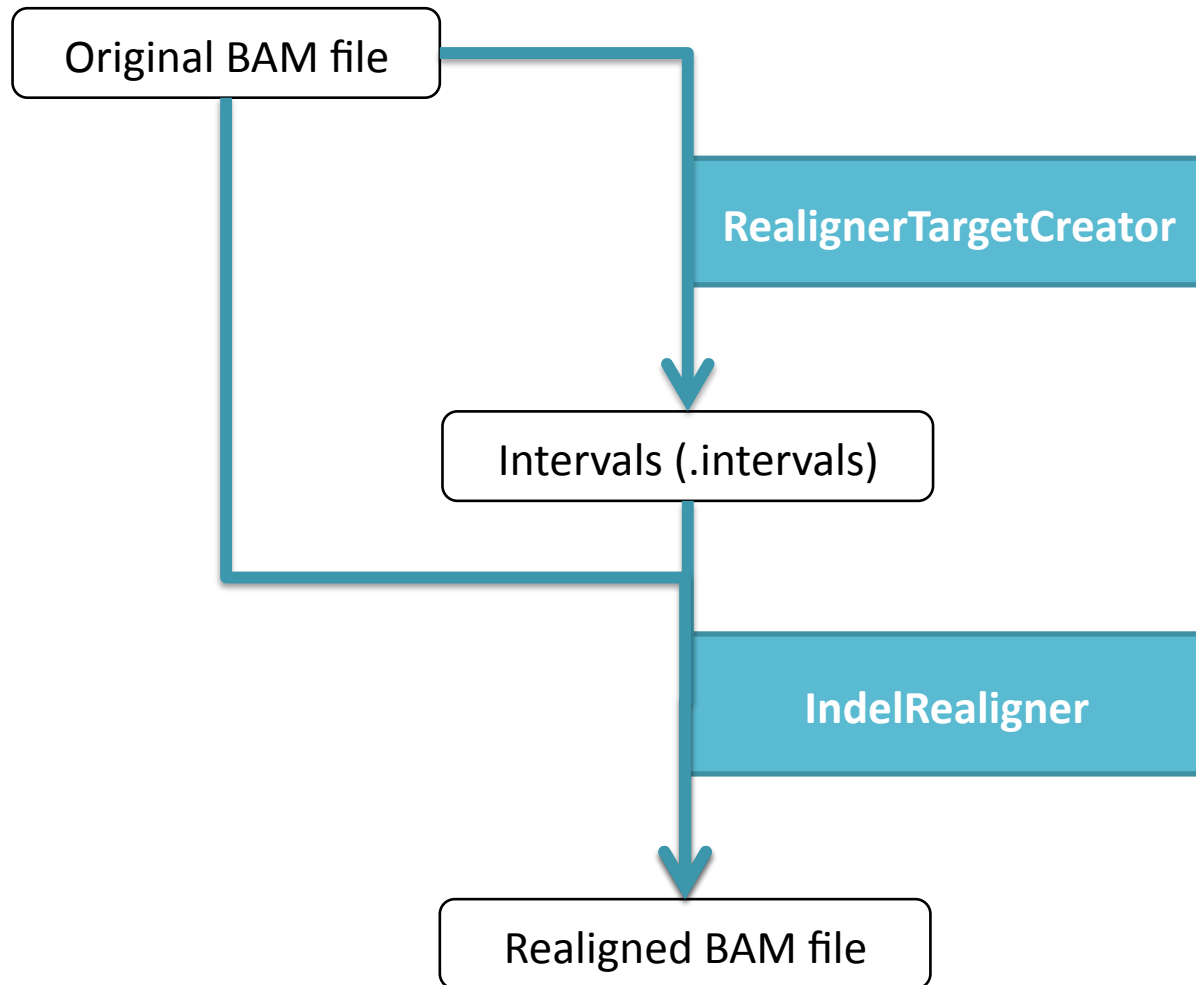 Original BAM file
RealignerTargetCreator
Intervals (.intervals)
IndelRealigner
Realigned BAM file